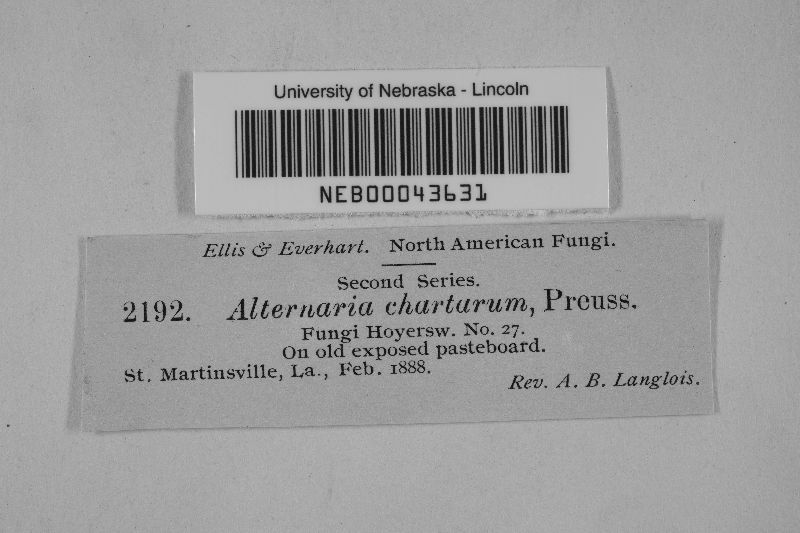 University of Nebraska - Lincoln
NEB00043631
Ellis & Everhart. North American Fungi.
Second Series.
2192. Alternaria chartarum, Preuss.
Fungi Hoyersw. No. 27.
On old exposed pasteboard.
St. Martinsville, La., Feb. 1888.
Rev. A. B. Langlois.